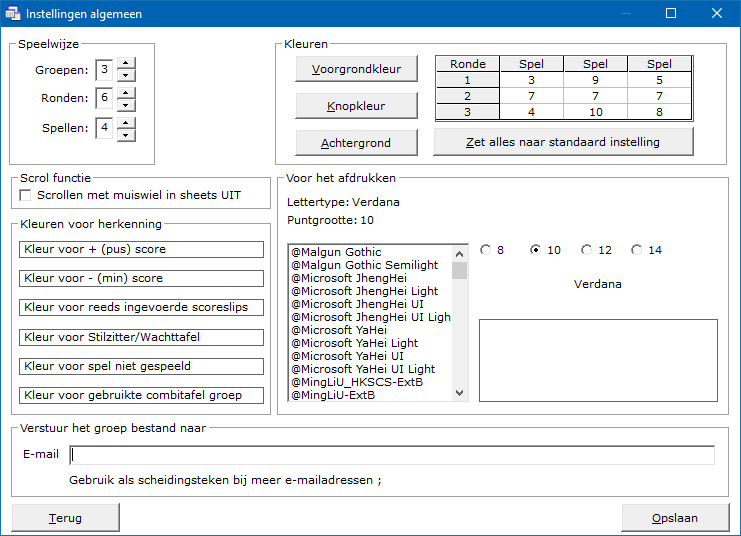 Instellingen algemeen
Speelwijze
Groepen: 3
Ronden: 6
Spellen: 4
Kleuren
Voorgrondkleur
Knopkleur
Achtergrond
Ronde Spel Spel Spel
1 3 9 5
2 7 7 7
3 4 10 8
Zet alles naar standaard instelling
Scrol functie
Scrollen met muiswiel in sheets UIT
Kleuren voor herkenning
Kleur voor + (pus) score
Kleur voor - (min) score
Kleur voor reeds ingevoerde scoreslips
Kleur voor Stilzitter/Wachttafel
Kleur voor spel niet gespeeld
Kleur voor gebruikte combitafel groep
Voor het afdrukken
Lettertype: Verdana
Puntgrootte: 10
@Malgun Gothic
@Malgun Gothic Semilight
@Microsoft JhengHei
@Microsoft JhengHei Light
@Microsoft JhengHei UI
@Microsoft JhengHei UI Ligh
@Microsoft YaHei
@Microsoft YaHei Light
@Microsoft YaHei UI
@Microsoft YaHei UI Light
@MingLiU_HKSCS-ExtB
@MingLiU-ExtB
8 10 12 14
Verdana
Verstuur het groep bestand naar
E-mail
Gebruik als scheidingsteken bij meer e-mailadressen ;
Terug
Opslaan